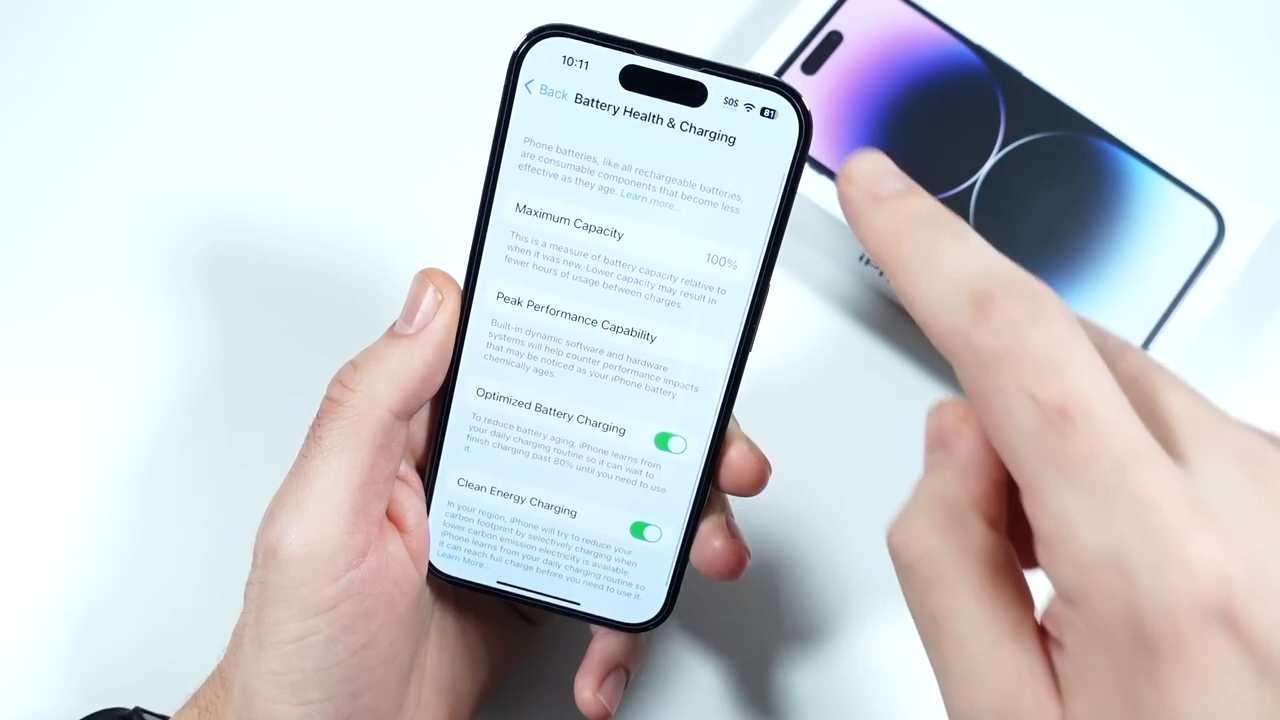 10:11
SOS
81
Back
Battery Health & Charging
Phone batteries, like all rechargeable batteries,
are consumable components that become less
effective as they age. Learn more...
Maximum Capacity
100%
This is a measure of battery capacity relative to
when it was new. Lower capacity may result in
fewer hours of usage between charges.
Peak Performance Capability
Built-in dynamic software and hardware
systems will help counter performance impacts
that may be noticed as your iPhone battery
chemically ages.
Optimized Battery Charging
To reduce battery aging, iPhone learns from
your daily charging routine so it can wait to
finish charging past 80% until you need to use
it.
Clean Energy Charging
In your region, iPhone will try to reduce your
carbon footprint by selectively charging when
lower carbon emission electricity is available.
iPhone learns from your daily charging routine so
it can reach full charge before you need to use it.
Learn More...